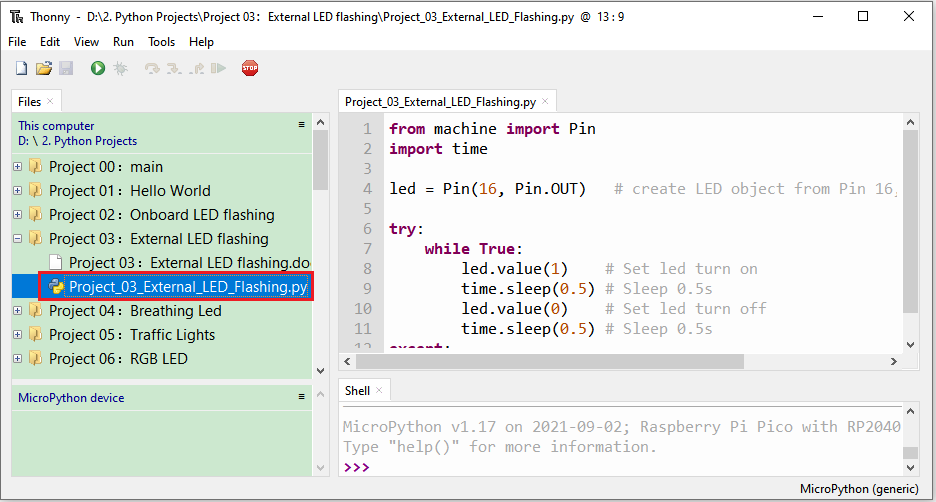 Thonny - D:\2. Python Projects\Project 03：External LED flashing\Project_03_External_LED_Flashing.py @ 13:9
File Edit View Run Tools Help
STOP
Files
This computer
D: \ 2. Python Projects
Project 00：main
Project 01：Hello World
Project 02：Onboard LED flashing
Project 03：External LED flashing
Project 03：External LED flashing.do
Project_03_External_LED_Flashing.py
Project 04：Breathing Led
Project 05：Traffic Lights
Project 06：RGB LED
MicroPython device
Project_03_External_LED_Flashing.py
1 from machine import Pin
2 import time
3
4 led = Pin(16, Pin.OUT) # create LED object from Pin 16,
5
6 try:
7 while True:
8 led.value(1) # Set led turn on
9 time.sleep(0.5) # Sleep 0.5s
10 led.value(0) # Set led turn off
11 time.sleep(0.5) # Sleep 0.5s
12 except:
Shell
MicroPython v1.17 on 2021-09-02; Raspberry Pi Pico with RP2040
Type "help()" for more information.
>>>
MicroPython (generic)